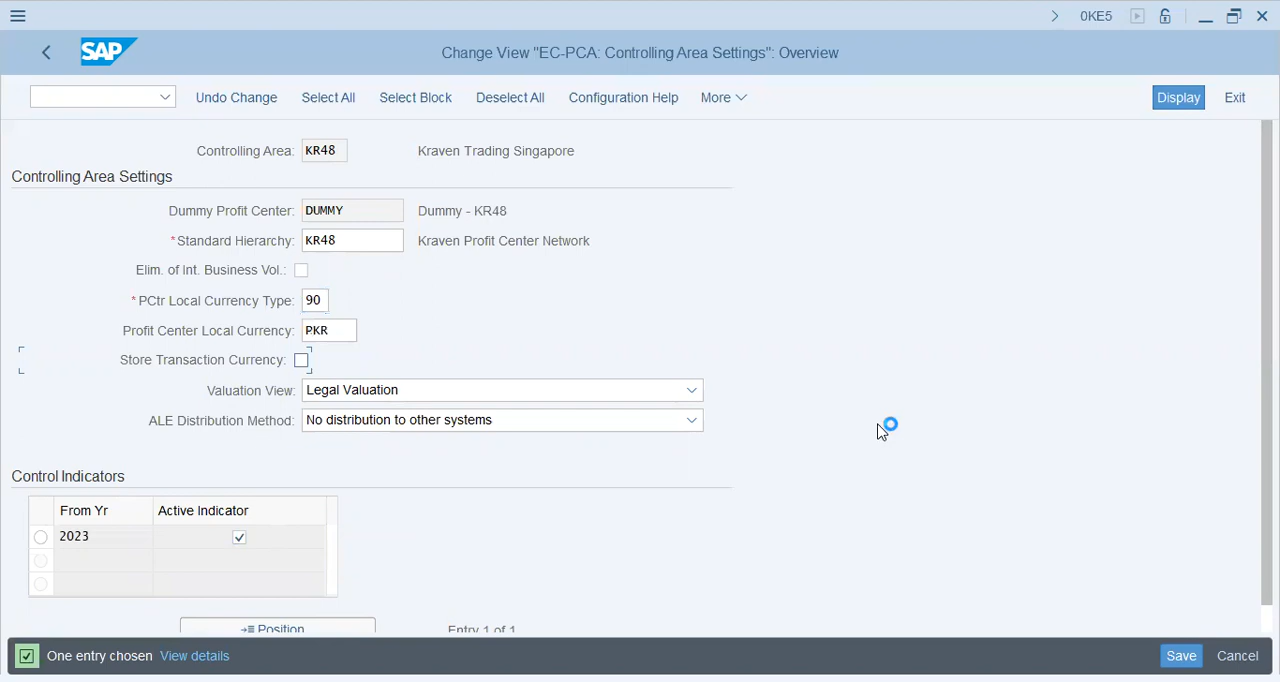 0KE5
SAP
Change View "EC-PCA: Controlling Area Settings": Overview
Undo Change Select All Select Block Deselect All Configuration Help More Display Exit
Controlling Area: KR48 Kraven Trading Singapore
Controlling Area Settings
Dummy Profit Center: DUMMY Dummy - KR48
*Standard Hierarchy: KR48 Kraven Profit Center Network
Elim. of Int. Business Vol.:
*PCtr Local Currency Type: 90
Profit Center Local Currency: PKR
Store Transaction Currency:
Valuation View: Legal Valuation
ALE Distribution Method: No distribution to other systems
Control Indicators
From Yr Active Indicator
2023
Position Entry 1 of 1
One entry chosen View details Save Cancel